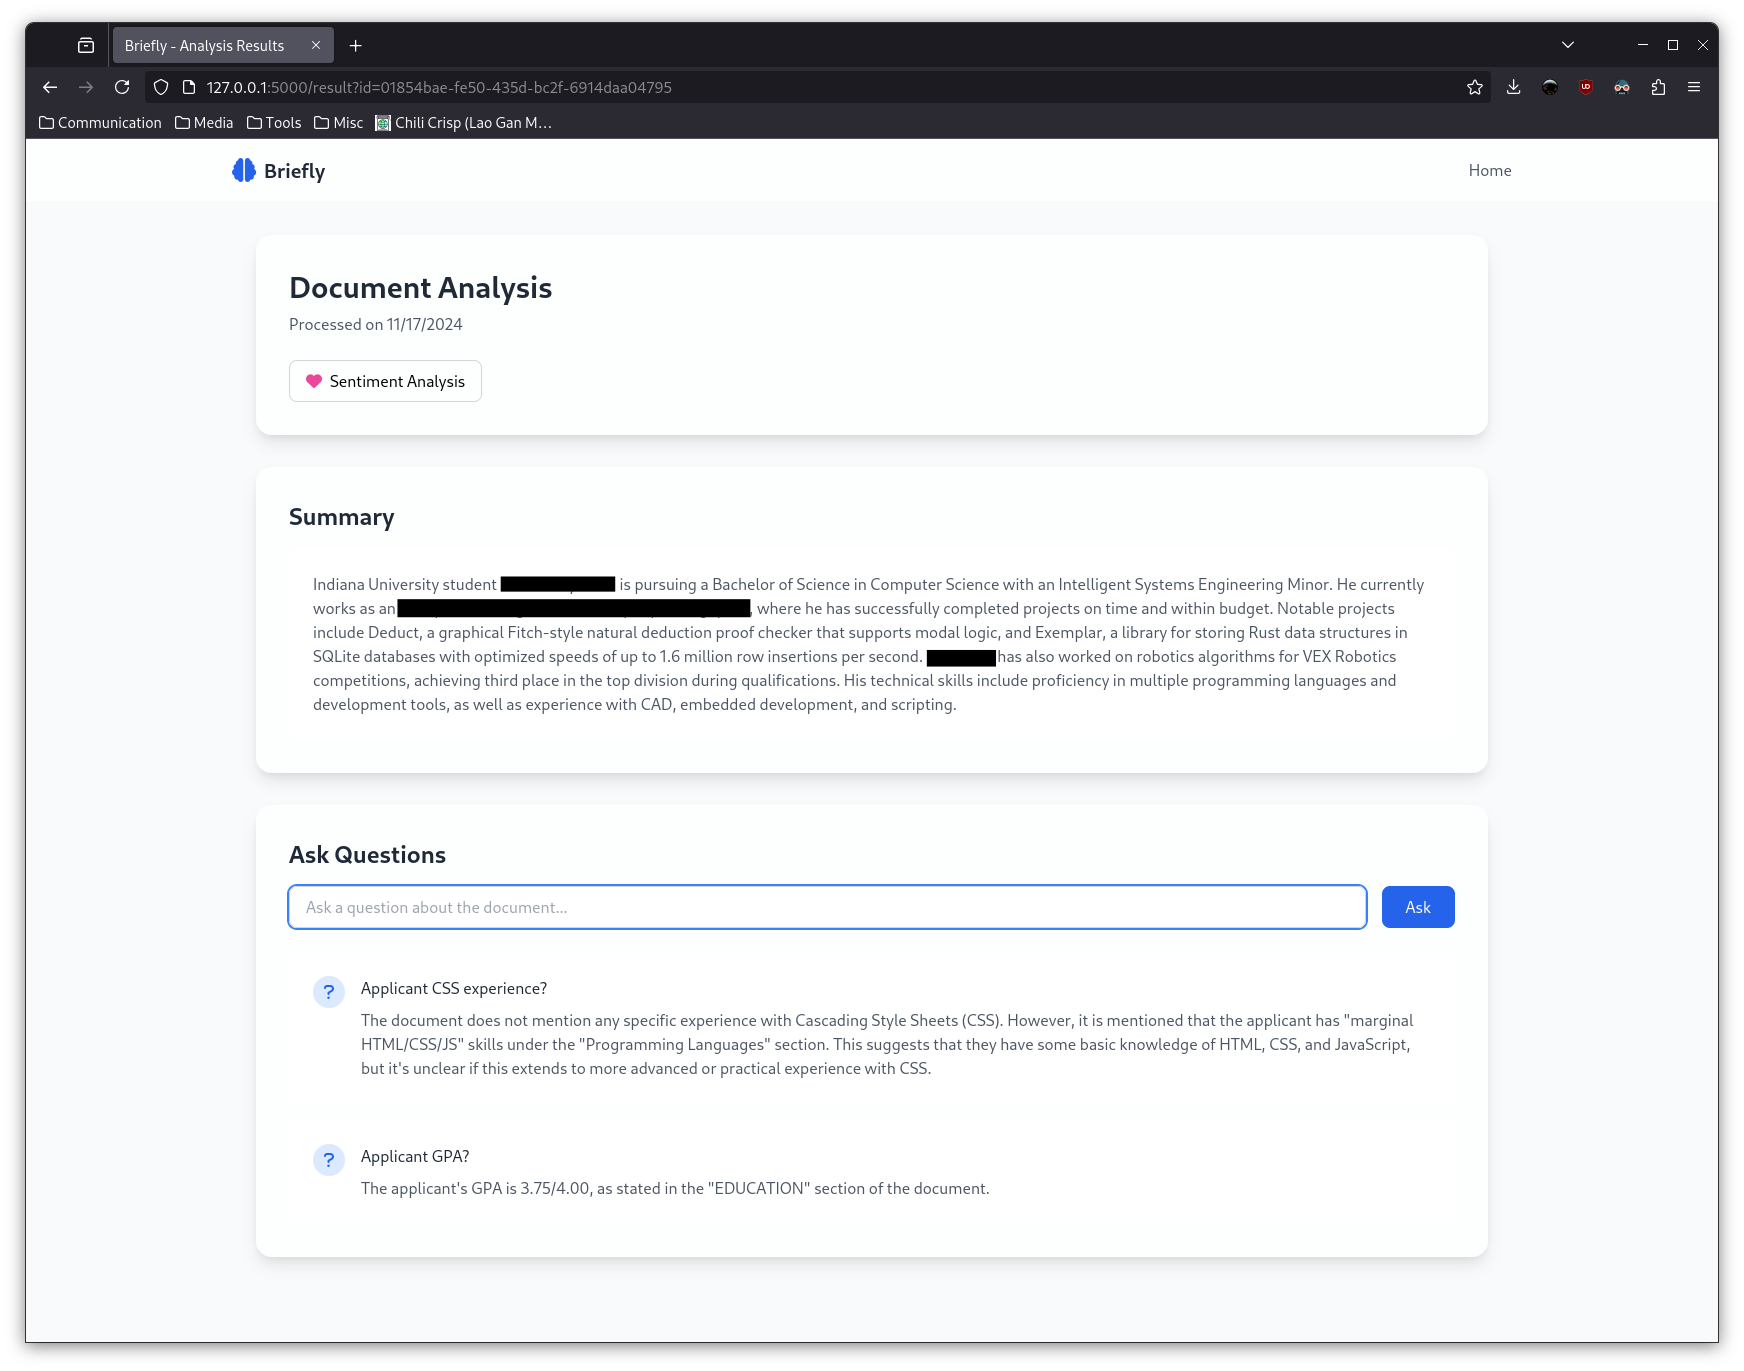 Briefly - Analysis Results
127.0.0.1:5000/result?id=01854bae-fe50-435d-bc2f-6914daa04795
Communication Media Tools Misc Chili Crisp (Lao Gan M...
Briefly Home
Document Analysis
Processed on 11/17/2024
Sentiment Analysis
Summary
Indiana University student is pursuing a Bachelor of Science in Computer Science with an Intelligent Systems Engineering Minor. He currently
works as an , where he has successfully completed projects on time and within budget. Notable projects
include Deduct, a graphical Fitch-style natural deduction proof checker that supports modal logic, and Exemplar, a library for storing Rust data structures in
SQLite databases with optimized speeds of up to 1.6 million row insertions per second. has also worked on robotics algorithms for VEX Robotics
competitions, achieving third place in the top division during qualifications. His technical skills include proficiency in multiple programming languages and
development tools, as well as experience with CAD, embedded development, and scripting.
Ask Questions
Ask a question about the document...
Ask
? Applicant CSS experience?
The document does not mention any specific experience with Cascading Style Sheets (CSS). However, it is mentioned that the applicant has "marginal
HTML/CSS/JS" skills under the "Programming Languages" section. This suggests that they have some basic knowledge of HTML, CSS, and JavaScript,
but it's unclear if this extends to more advanced or practical experience with CSS.
? Applicant GPA?
The applicant's GPA is 3.75/4.00, as stated in the "EDUCATION" section of the document.